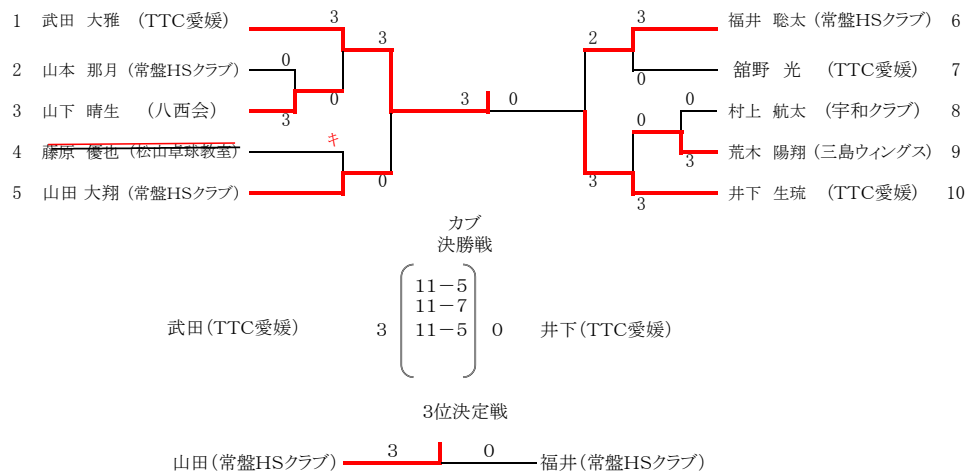 1 武田 大雅 (TTC愛媛) 3
3
2 山本 那月 (常盤HSクラブ) 0
0
3 山下 晴生 (八西会) 3
3 0
4 藤原 優也 (松山卓球教室) キ
0
5 山田 大翔 (常盤HSクラブ)
3 福井 聡太 (常盤HSクラブ) 6
2
0 舘野 光 (TTC愛媛) 7
0 村上 航太 (宇和クラブ) 8
0
3 荒木 陽翔 (三島ウィングス) 9
3
3 井下 生琉 (TTC愛媛) 10
カブ
決勝戦
11-5
11-7
武田(TTC愛媛) 3 11-5 0 井下(TTC愛媛)
3位決定戦
山田(常盤HSクラブ) 3 0 福井(常盤HSクラブ)